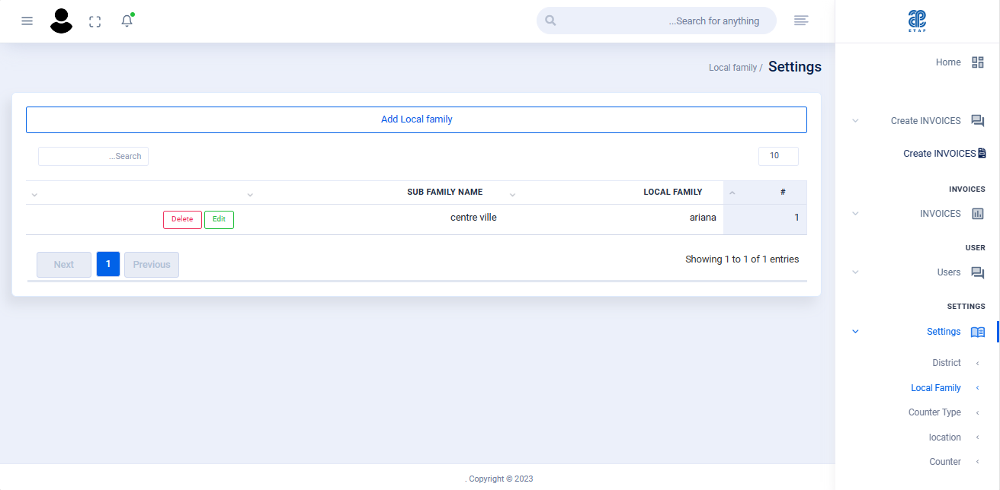 ...Search for anything
ETAP
Home
Create INVOICES
Create INVOICES
INVOICES
INVOICES
USER
Users
SETTINGS
Settings
District
Local Family
Counter Type
location
Counter
Local family / Settings
Add Local family
...Search
10
SUB FAMILY NAME LOCAL FAMILY #
Delete Edit centre ville ariana 1
Next 1 Previous Showing 1 to 1 of 1 entries
. Copyright © 2023